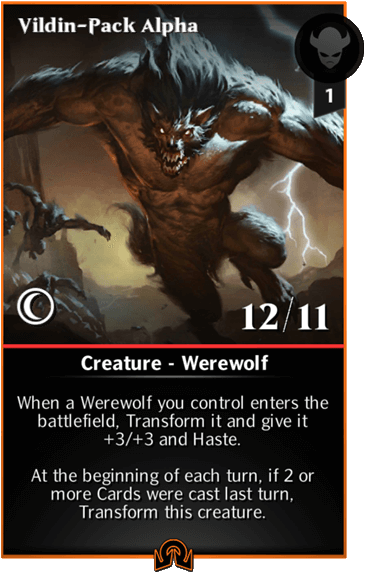 Vildin-Pack Alpha
1
12/11
Creature - Werewolf
When a Werewolf you control enters the
battlefield, Transform it and give it
+3/+3 and Haste.
At the beginning of each turn, if 2 or
more Cards were cast last turn,
Transform this creature.